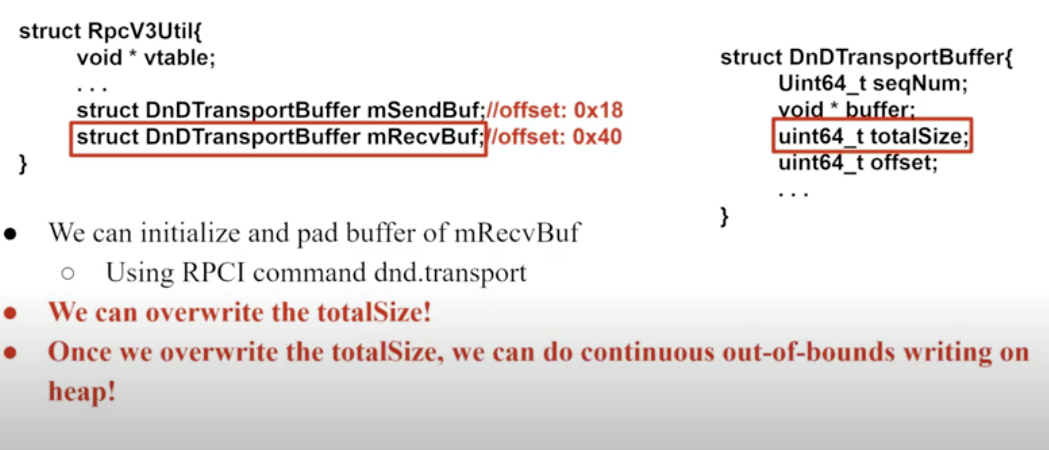 struct RpcV3Util{
void * vtable;
. . .
struct DnDTransportBuffer mSendBuf;//offset: 0x18
struct DnDTransportBuffer mRecvBuf;//offset: 0x40
}
struct DnDTransportBuffer{
Uint64_t seqNum;
void * buffer;
uint64_t totalSize;
uint64_t offset;
. . .
}
● We can initialize and pad buffer of mRecvBuf
○ Using RPCI command dnd.transport
● We can overwrite the totalSize!
● Once we overwrite the totalSize, we can do continuous out-of-bounds writing on
heap!